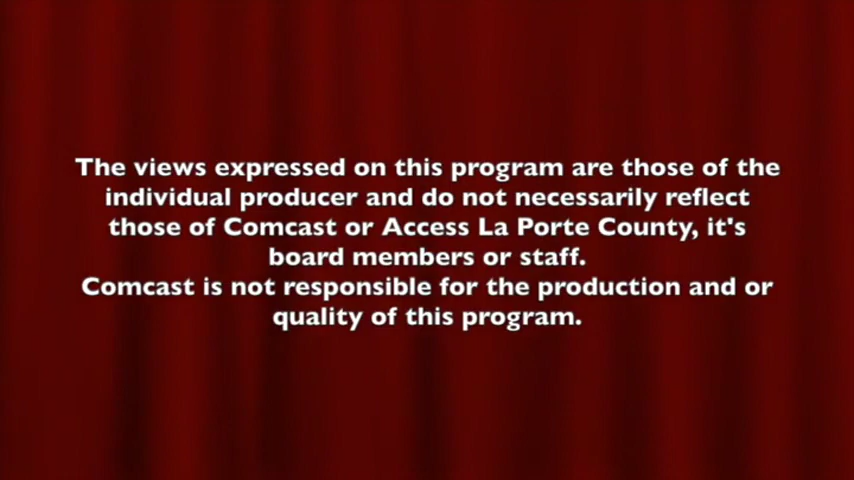 The views expressed on this program are those of the
individual producer and do not necessarily reflect
those of Comcast or Access La Porte County, it's
board members or staff.
Comcast is not responsible for the production and or
quality of this program.